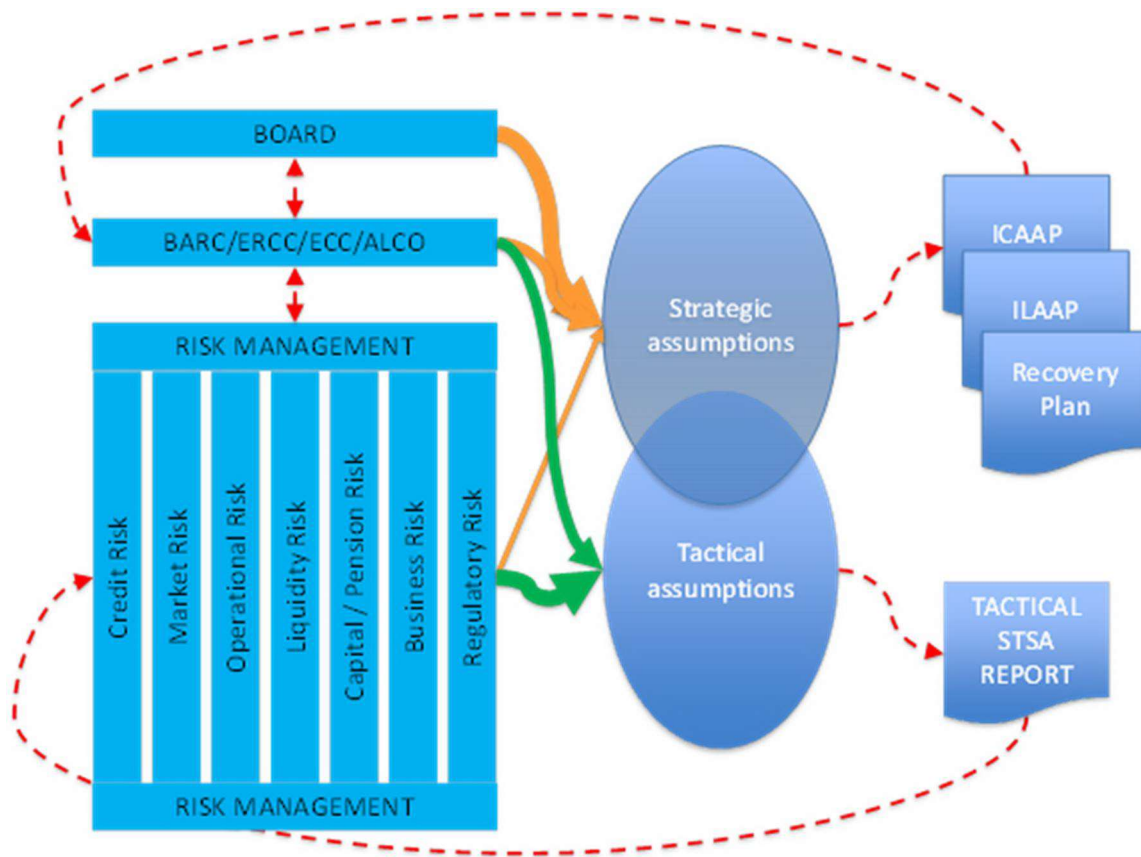 BOARD
BARC/ERCC/ECC/ALCO
RISK MANAGEMENT
Credit Risk
Market Risk
Operational Risk
Liquidity Risk
Capital / Pension Risk
Business Risk
Regulatory Risk
RISK MANAGEMENT
Strategic
assumptions
Tactical
assumptions
ICAAP
ILAAP
Recovery
Plan
TACTICAL
STSA
REPORT